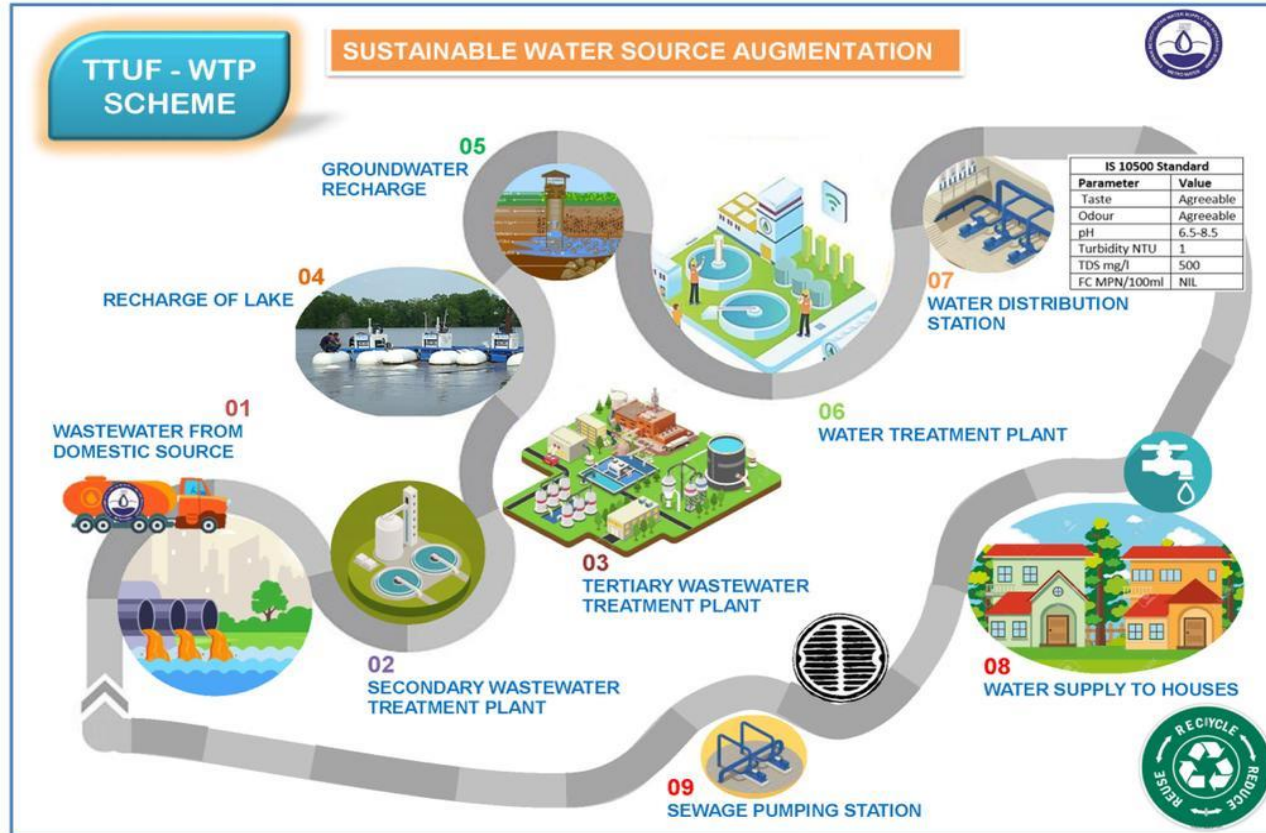 TTUF - WTP
SCHEME
SUSTAINABLE WATER SOURCE AUGMENTATION
METRO WATER
01
WASTEWATER FROM
DOMESTIC SOURCE
02
SECONDARY WASTEWATER
TREATMENT PLANT
03
TERTIARY WASTEWATER
TREATMENT PLANT
04
RECHARGE OF LAKE
05
GROUNDWATER
RECHARGE
06
WATER TREATMENT PLANT
07
WATER DISTRIBUTION
STATION
IS 10500 Standard
Parameter Value
Taste Agreeable
Odour Agreeable
pH 6.5-8.5
Turbidity NTU 1
TDS mg/l 500
FC MPN/100ml NIL
08
WATER SUPPLY TO HOUSES
09
SEWAGE PUMPING STATION
RECIYCLE
REDUCE
REUSE